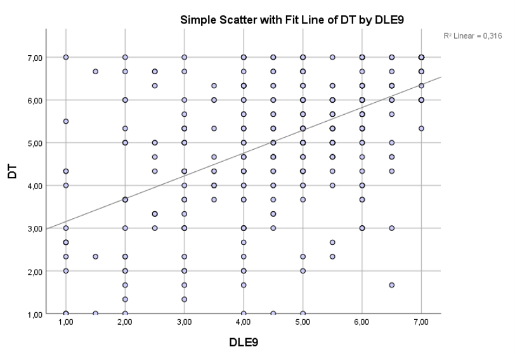 Simple Scatter with Fit Line of DT by DLE9
R² Linear = 0,316
7,00
6,00
5,00
4,00
3,00
2,00
1,00
DT
1,00 2,00 3,00 4,00 5,00 6,00 7,00
DLE9